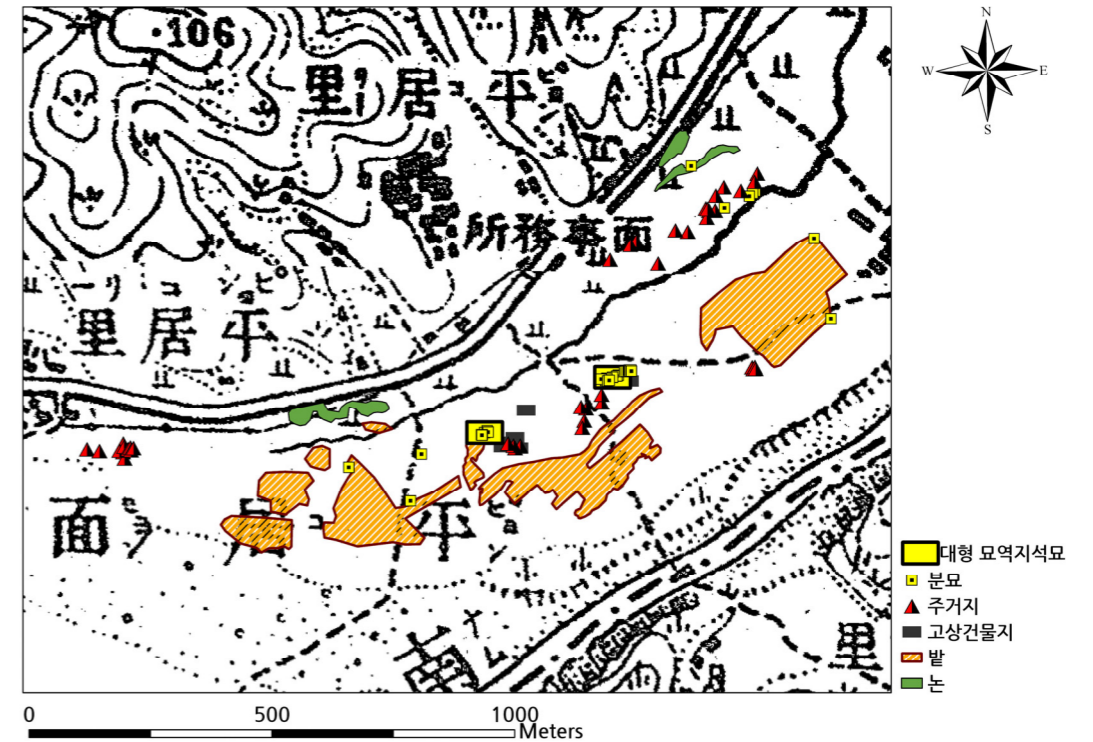 106
里居平
N
W E
S
所務事面
里居平
面
居
平
里
대형 묘역지석묘
분묘
주거지
고상건물지
밭
논
0 500 1000
Meters